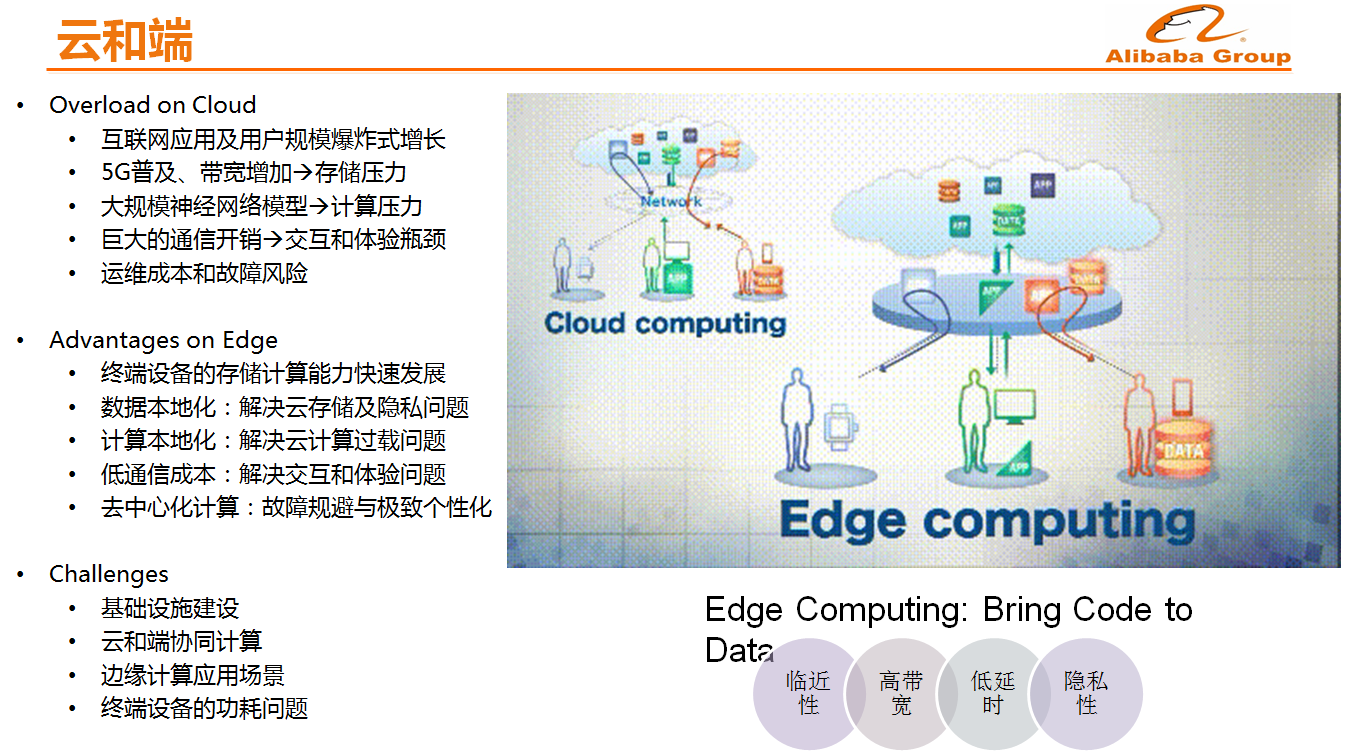 云和端
Alibaba Group
• Overload on Cloud
• 互联网应用及用户规模爆炸式增长
• 5G普及、带宽增加→存储压力
• 大规模神经网络模型→计算压力
• 巨大的通信开销→交互和体验瓶颈
• 运维成本和故障风险
• Advantages on Edge
• 终端设备的存储计算能力快速发展
• 数据本地化：解决云存储及隐私问题
• 计算本地化：解决云计算过载问题
• 低通信成本：解决交互和体验问题
• 去中心化计算：故障规避与极致个性化
• Challenges
• 基础设施建设
• 云和端协同计算
• 边缘计算应用场景
• 终端设备的功耗问题
Network
APP
DATA
Cloud computing
APP
APP
APP
DATA
APP
APP
APP
DATA
Edge computing
Edge Computing: Bring Code to
Data
临近
性
高带
宽
低延
时
隐私
性